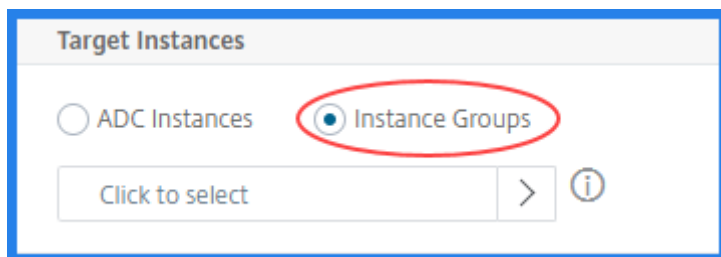 Target Instances
ADC Instances Instance Groups
Click to select